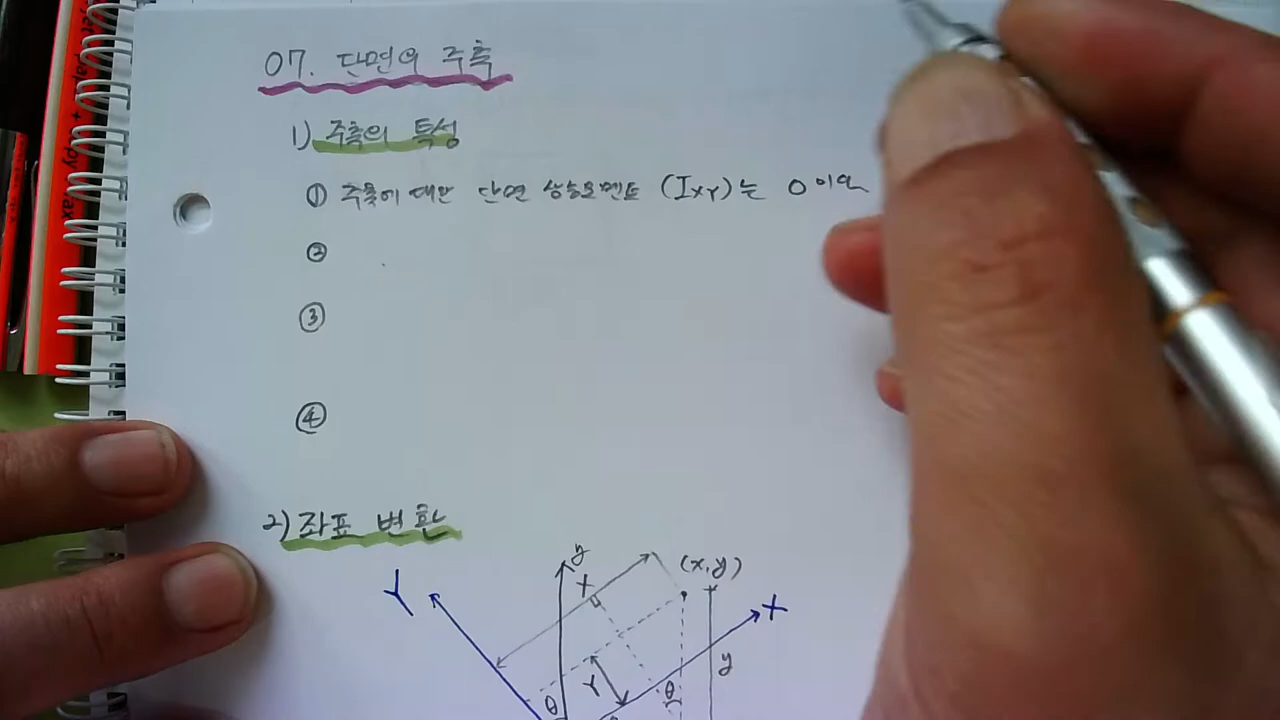 07. 단면의 주축
1) 주축의 특성
① 주축에 대한 단면 상승모멘트 (Ixy)는 0 이다
②
③
④
2) 좌표 변환
y
(x,y)
Y
X
X
y
Y
θ
θ